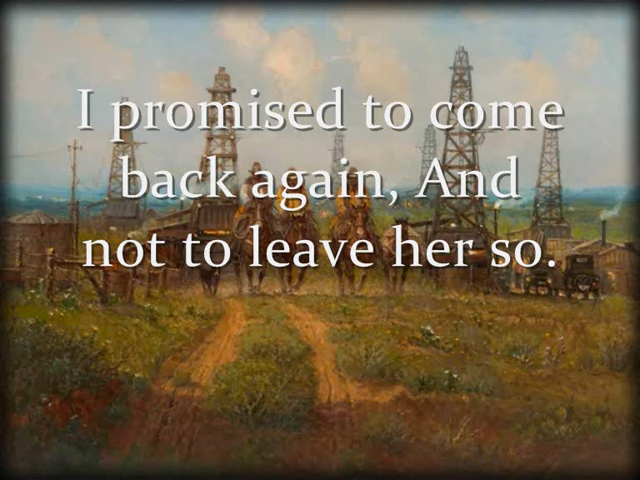 I promised to come
back again, And
not to leave her so.